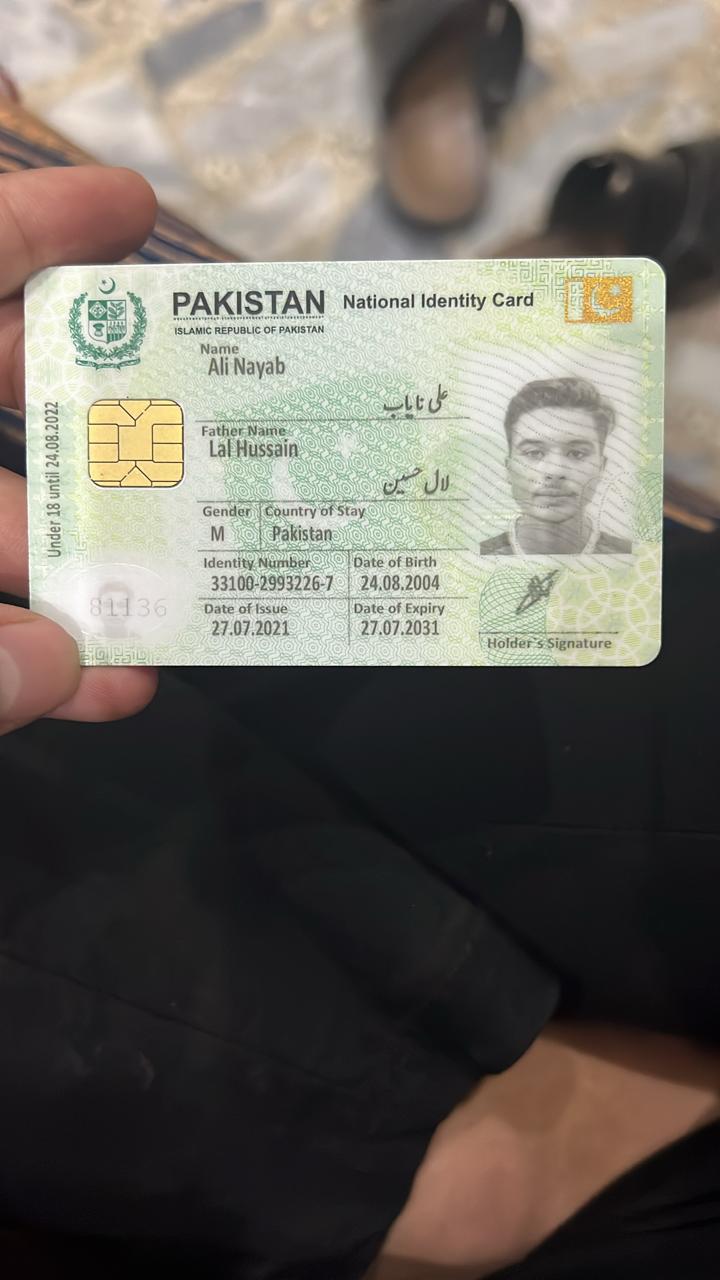 PAKISTAN National Identity Card
ISLAMIC REPUBLIC OF PAKISTAN
Name
Ali Nayab
علی نایاب
Father Name
Lal Hussain
لال حسین
Gender Country of Stay
M Pakistan
Identity Number Date of Birth
33100-2993226-7 24.08.2004
Date of Issue Date of Expiry
27.07.2021 27.07.2031
Holder's Signature
Under 18 until 24.08.2022
81136